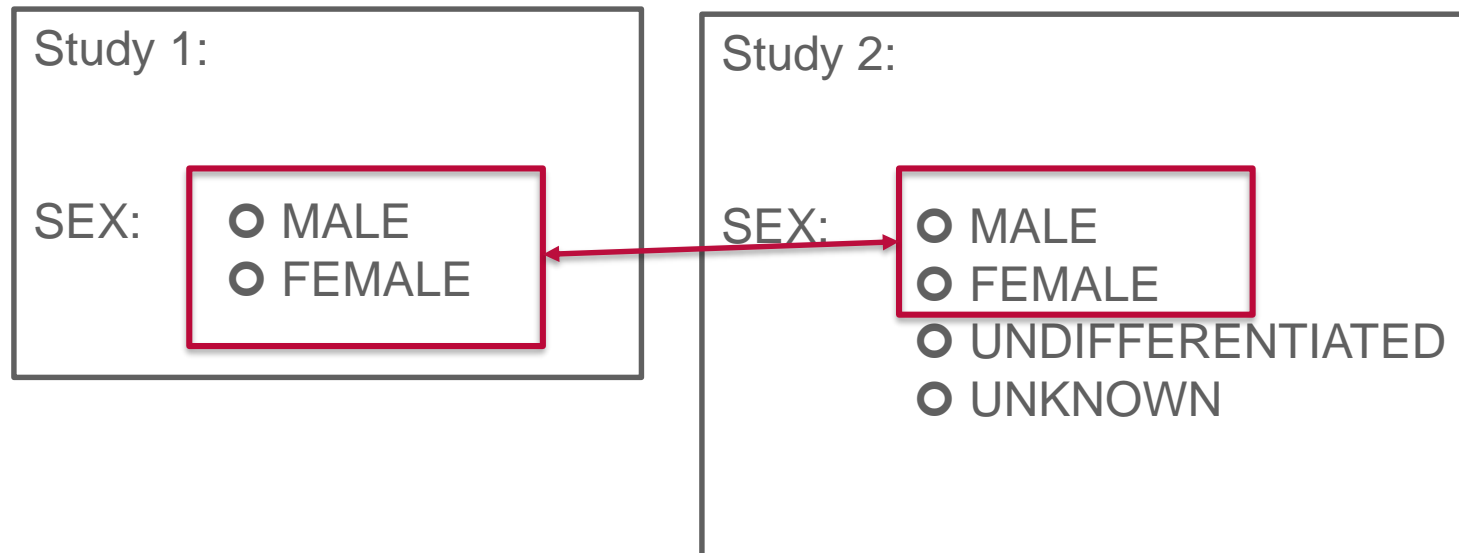 Study 1:
SEX:
MALE
FEMALE
Study 2:
SEX:
MALE
FEMALE
UNDIFFERENTIATED
UNKNOWN